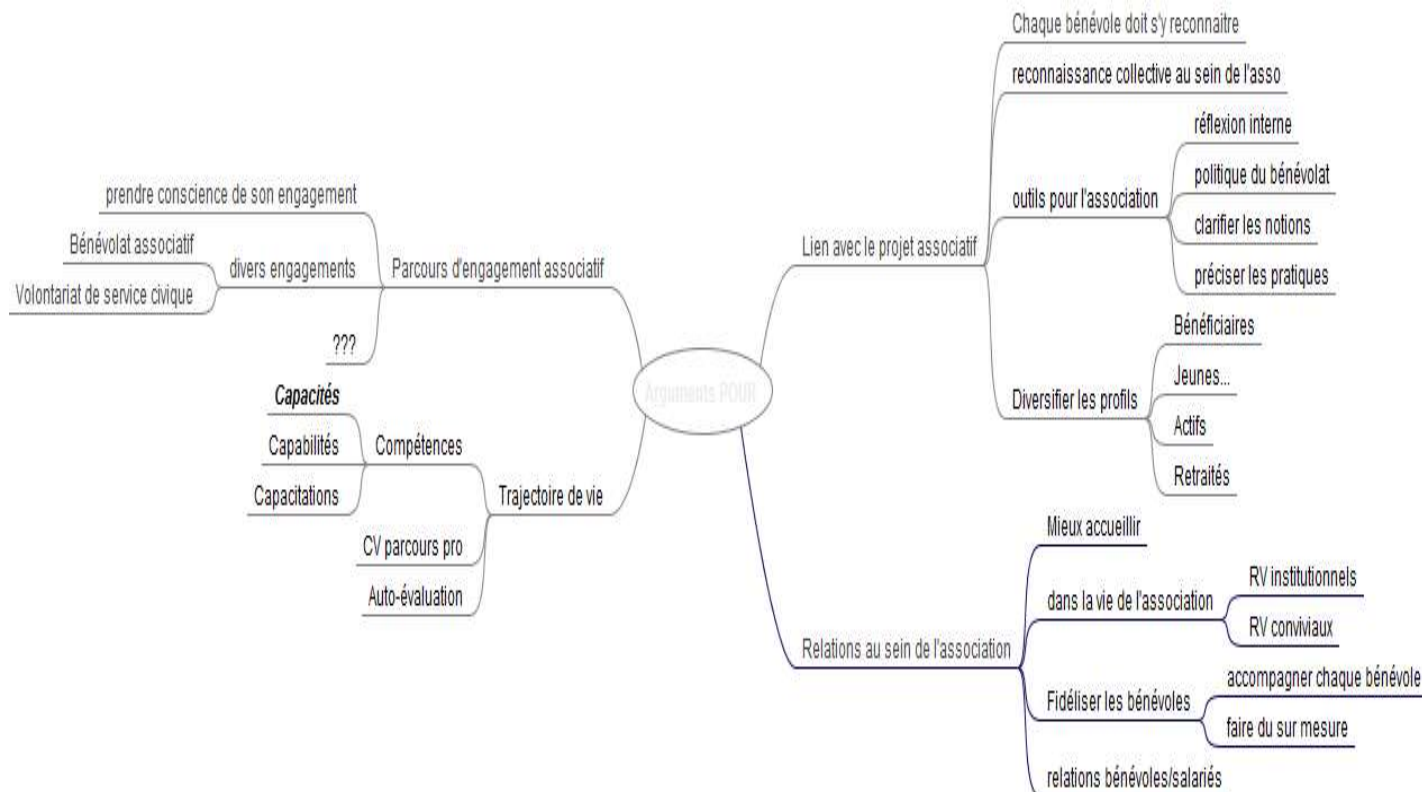 Arguments POUR
Parcours d'engagement associatif
prendre conscience de son engagement
divers engagements
Bénévolat associatif
Volontariat de service civique
???
Trajectoire de vie
Compétences
Capacités
Capabilités
Capacitations
CV parcours pro
Auto-évaluation
Lien avec le projet associatif
Chaque bénévole doit s'y reconnaitre
reconnaissance collective au sein de l'asso
outils pour l'association
réflexion interne
politique du bénévolat
clarifier les notions
préciser les pratiques
Diversifier les profils
Bénéficiaires
Jeunes...
Actifs
Retraités
Relations au sein de l'association
Mieux accueillir
dans la vie de l'association
RV institutionnels
RV conviviaux
Fidéliser les bénévoles
accompagner chaque bénévole
faire du sur mesure
relations bénévoles/salariés